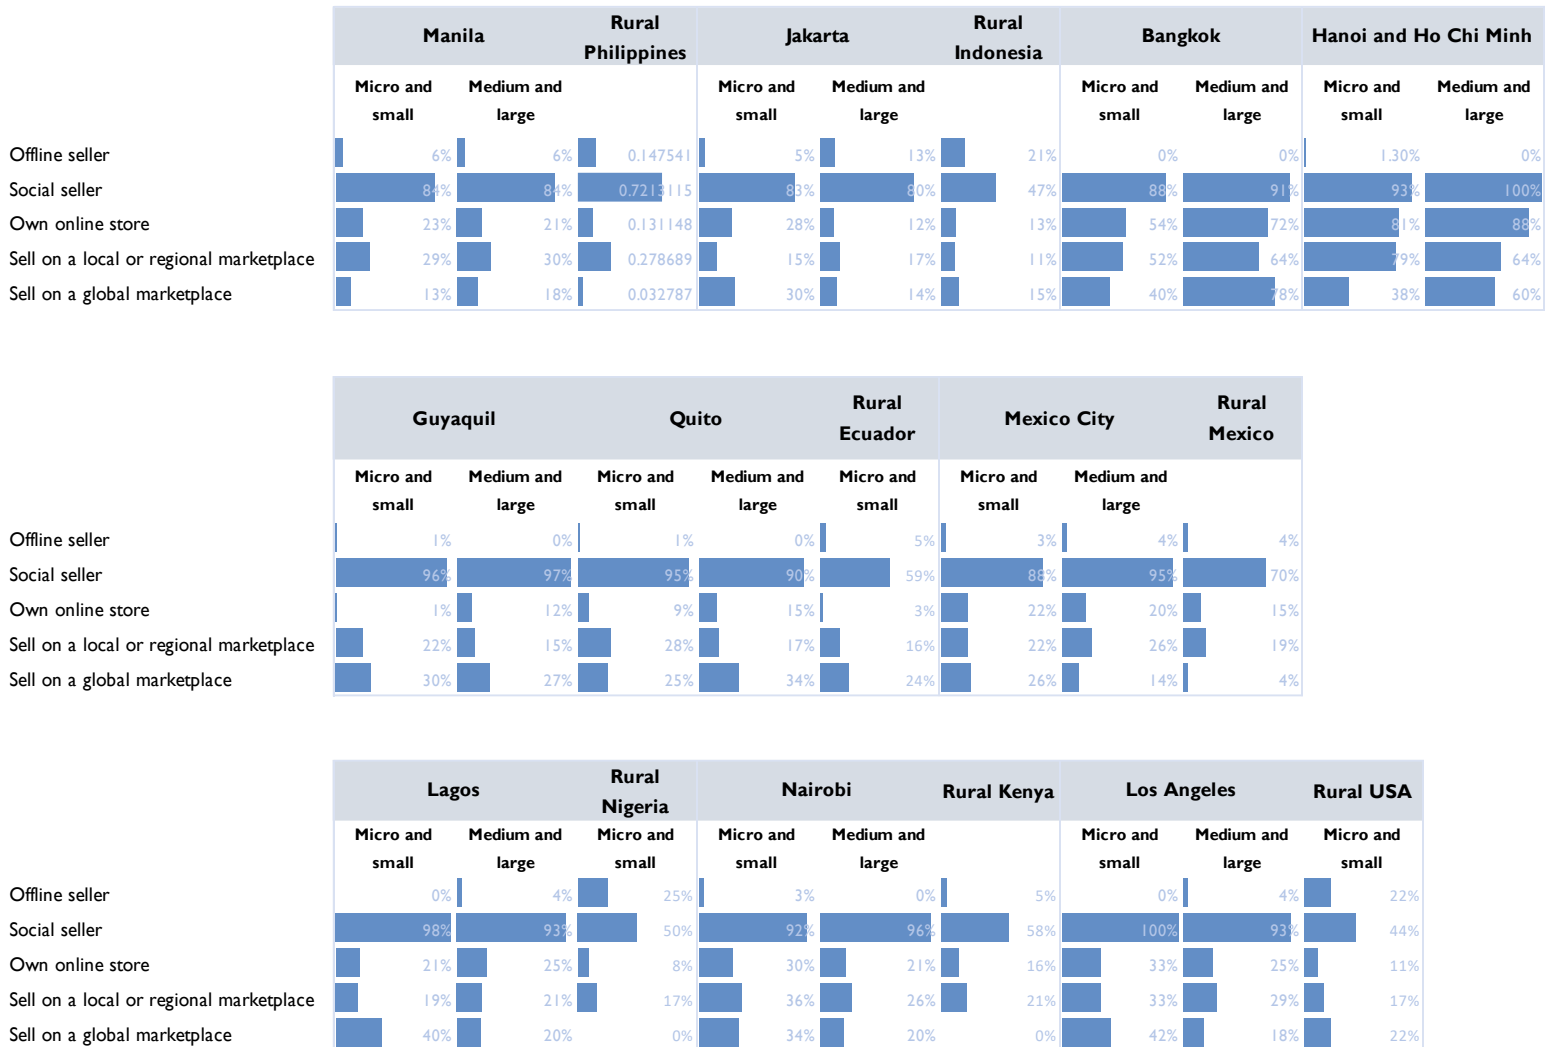 Manila Rural Philippines Jakarta Rural Indonesia Bangkok Hanoi and Ho Chi Minh
Micro and small Medium and large Micro and small Medium and large Micro and small Medium and large Micro and small Medium and large
Offline seller 6% 6% 0.147541 5% 13% 21% 0% 0% 1.30% 0%
Social seller 84% 84% 0.7213115 83% 80% 47% 88% 91% 93% 100%
Own online store 23% 21% 0.131148 28% 12% 13% 54% 72% 81% 88%
Sell on a local or regional marketplace 29% 30% 0.278689 15% 17% 11% 52% 64% 79% 64%
Sell on a global marketplace 13% 18% 0.032787 30% 14% 15% 40% 78% 38% 60%
Guyaquil Quito Rural Ecuador Mexico City Rural Mexico
Micro and small Medium and large Micro and small Medium and large Micro and small Micro and small Medium and large
Offline seller 1% 0% 1% 0% 5% 3% 4% 4%
Social seller 96% 97% 95% 90% 59% 88% 95% 70%
Own online store 1% 12% 9% 15% 3% 22% 20% 15%
Sell on a local or regional marketplace 22% 15% 28% 17% 16% 22% 26% 19%
Sell on a global marketplace 30% 27% 25% 34% 24% 26% 14% 4%
Lagos Rural Nigeria Nairobi Rural Kenya Los Angeles Rural USA
Micro and small Medium and large Micro and small Micro and small Medium and large Micro and small Medium and large Micro and small
Offline seller 0% 4% 25% 3% 0% 5% 0% 4% 22%
Social seller 98% 93% 50% 92% 96% 58% 100% 93% 44%
Own online store 21% 25% 8% 30% 21% 16% 33% 25% 11%
Sell on a local or regional marketplace 19% 21% 17% 36% 26% 21% 33% 29% 17%
Sell on a global marketplace 40% 20% 0% 34% 20% 0% 42% 18% 22%